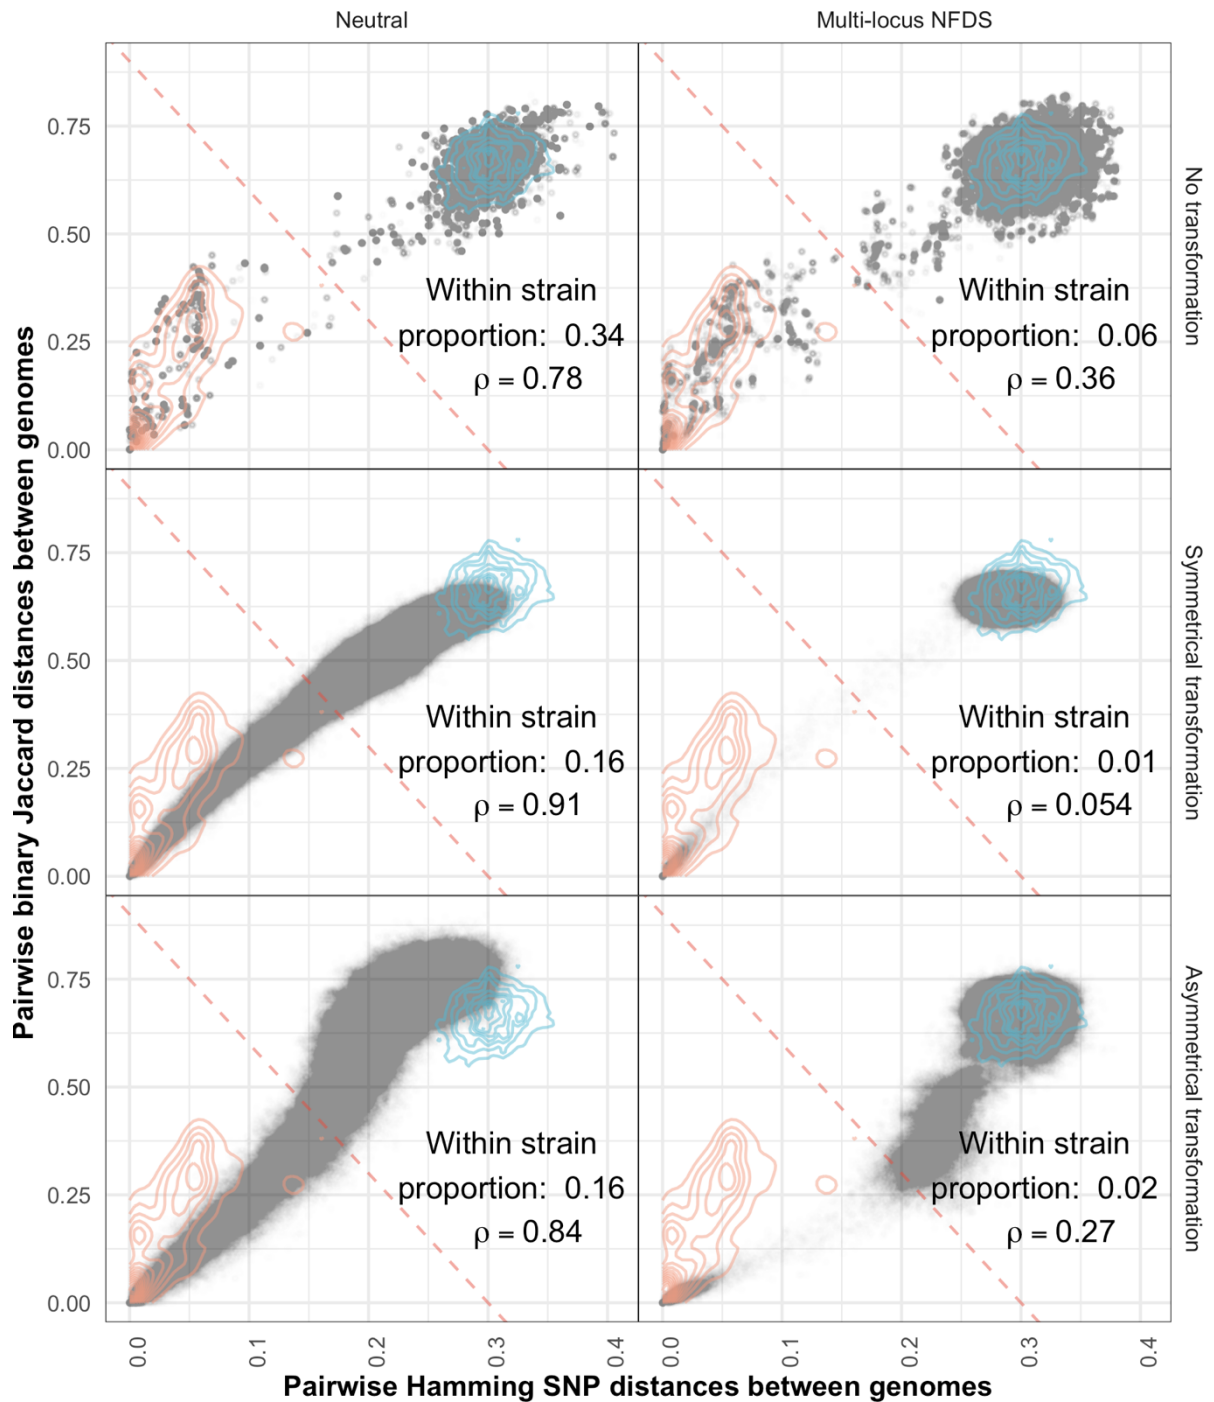 Neutral
Multi-locus NFDS
Pairwise binary Jaccard distances between genomes
0.75
0.50
0.25
0.00
Within strain
proportion: 0.34
ρ = 0.78
Within strain
proportion: 0.06
ρ = 0.36
No transformation
0.75
0.50
0.25
0.00
Within strain
proportion: 0.16
ρ = 0.91
Within strain
proportion: 0.01
ρ = 0.054
Symmetrical transformation
0.75
0.50
0.25
0.00
Within strain
proportion: 0.16
ρ = 0.84
Within strain
proportion: 0.02
ρ = 0.27
Asymmetrical transformation
0.0
0.1
0.2
0.3
0.4
0.0
0.1
0.2
0.3
0.4
Pairwise Hamming SNP distances between genomes